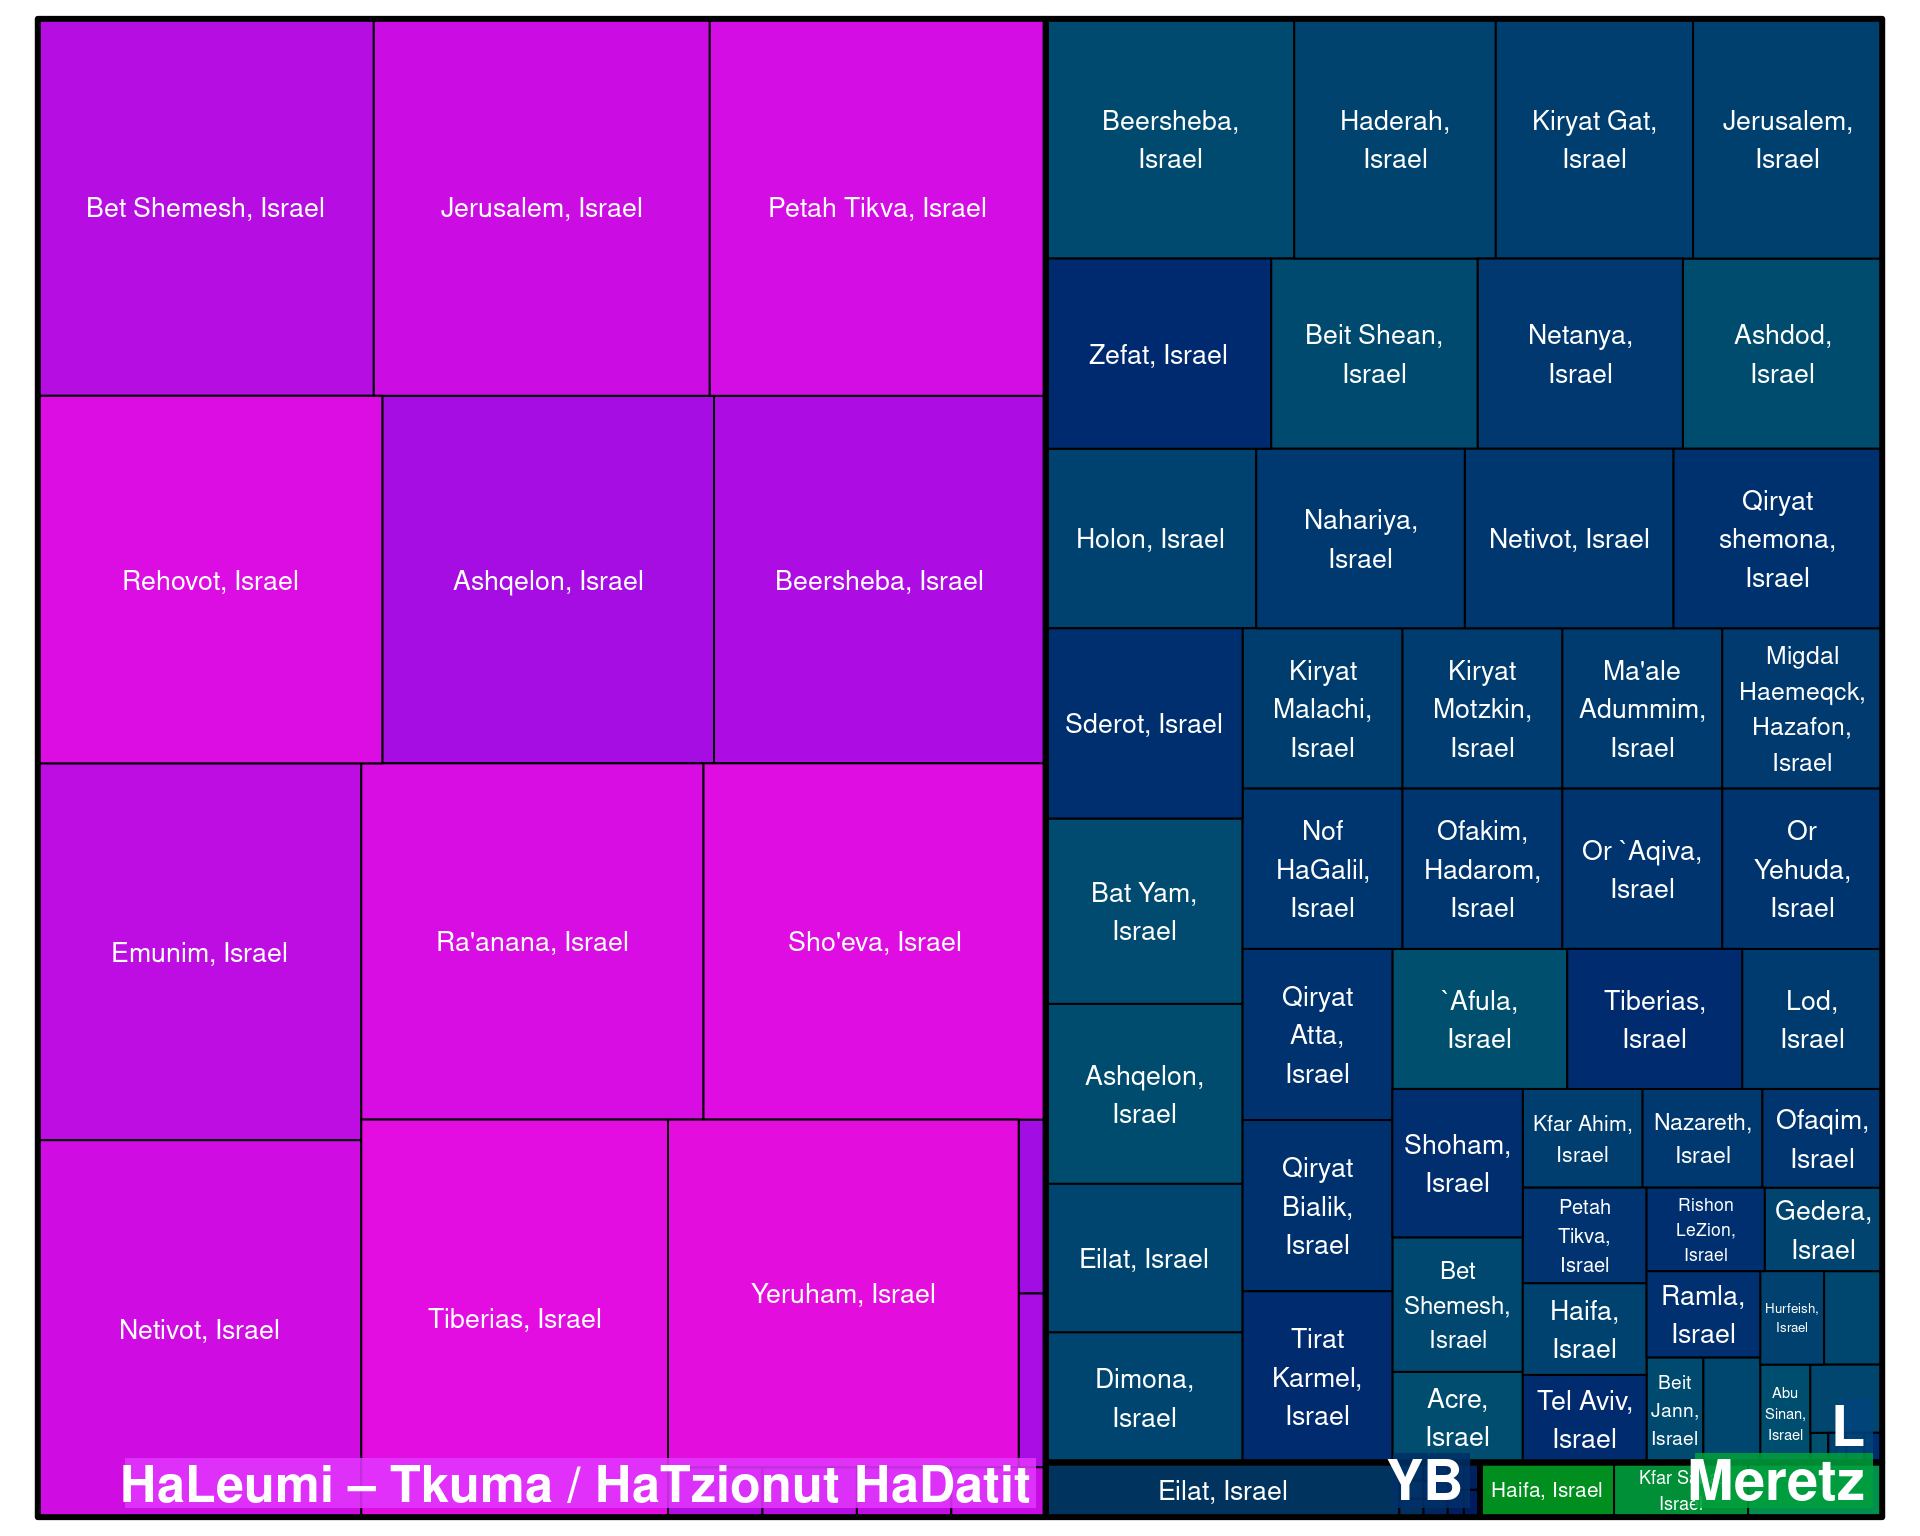 Bet Shemesh, Israel
Jerusalem, Israel
Petah Tikva, Israel
Rehovot, Israel
Ashqelon, Israel
Beersheba, Israel
Emunim, Israel
Ra'anana, Israel
Sho'eva, Israel
Netivot, Israel
Tiberias, Israel
Yeruham, Israel
HaLeumi – Tkuma / HaTzionut HaDatit
Beersheba,
Israel
Haderah,
Israel
Kiryat Gat,
Israel
Jerusalem,
Israel
Zefat, Israel
Beit Shean,
Israel
Netanya,
Israel
Ashdod,
Israel
Holon, Israel
Nahariya,
Israel
Netivot, Israel
Qiryat
shemona,
Israel
Sderot, Israel
Kiryat
Malachi,
Israel
Kiryat
Motzkin,
Israel
Ma'ale
Adummim,
Israel
Migdal
Haemeqck,
Hazafon,
Israel
Nof
HaGalil,
Israel
Ofakim,
Hadarom,
Israel
Or `Aqiva,
Israel
Or
Yehuda,
Israel
Bat Yam,
Israel
Ashqelon,
Israel
Eilat, Israel
Dimona,
Israel
Qiryat
Atta,
Israel
Qiryat
Bialik,
Israel
Tirat
Karmel,
Israel
`Afula,
Israel
Tiberias,
Israel
Lod,
Israel
Shoham,
Israel
Kfar Ahim,
Israel
Nazareth,
Israel
Ofaqim,
Israel
Petah
Tikva,
Israel
Rishon
LeZion,
Israel
Gedera,
Israel
Bet
Shemesh,
Israel
Haifa,
Israel
Ramla,
Israel
Hurfeish,
Israel
Acre,
Israel
Tel Aviv,
Israel
Beit
Jann,
Israel
Abu
Sinan,
Israel
L
Eilat, Israel
YB
Haifa, Israel
Kfar
Israel
Meretz